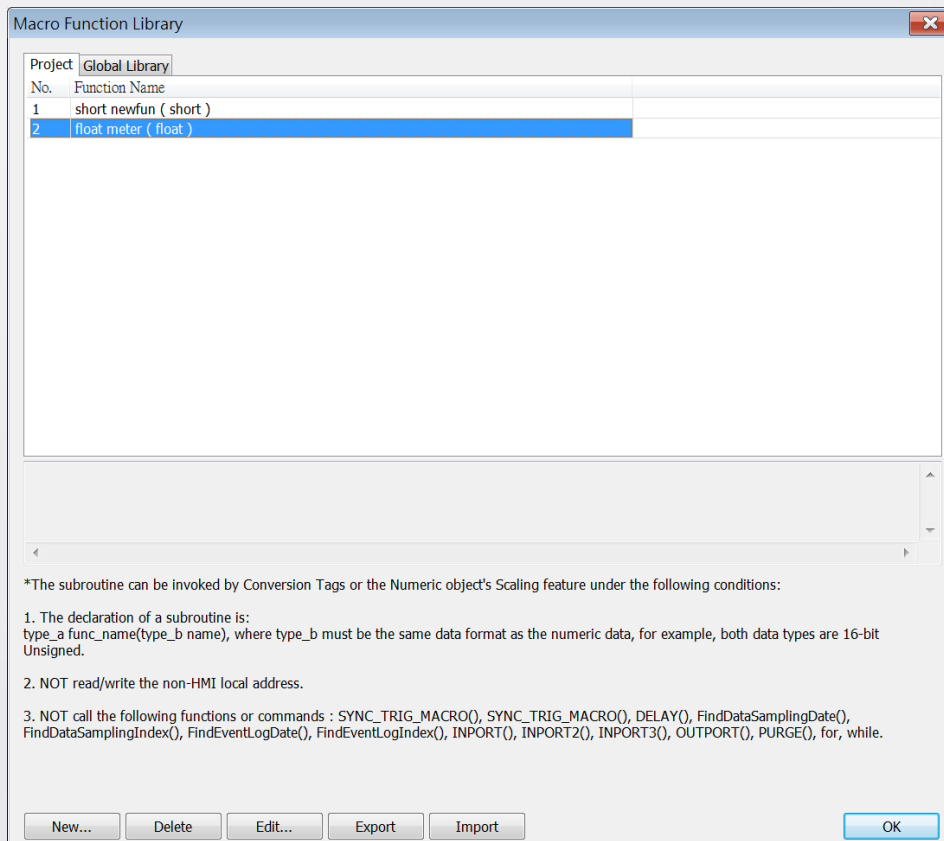 Macro Function Library
Project Global Library
No. Function Name
1 short newfun ( short )
2 float meter ( float )
*The subroutine can be invoked by Conversion Tags or the Numeric object's Scaling feature under the following conditions:
1. The declaration of a subroutine is:
type_a func_name(type_b name), where type_b must be the same data format as the numeric data, for example, both data types are 16-bit
Unsigned.
2. NOT read/write the non-HMI local address.
3. NOT call the following functions or commands : SYNC_TRIG_MACRO(), SYNC_TRIG_MACRO(), DELAY(), FindDataSamplingDate(),
FindDataSamplingIndex(), FindEventLogDate(), FindEventLogIndex(), INPORT(), INPORT2(), INPORT3(), OUTPORT(), PURGE(), for, while.
New... Delete Edit... Export Import OK